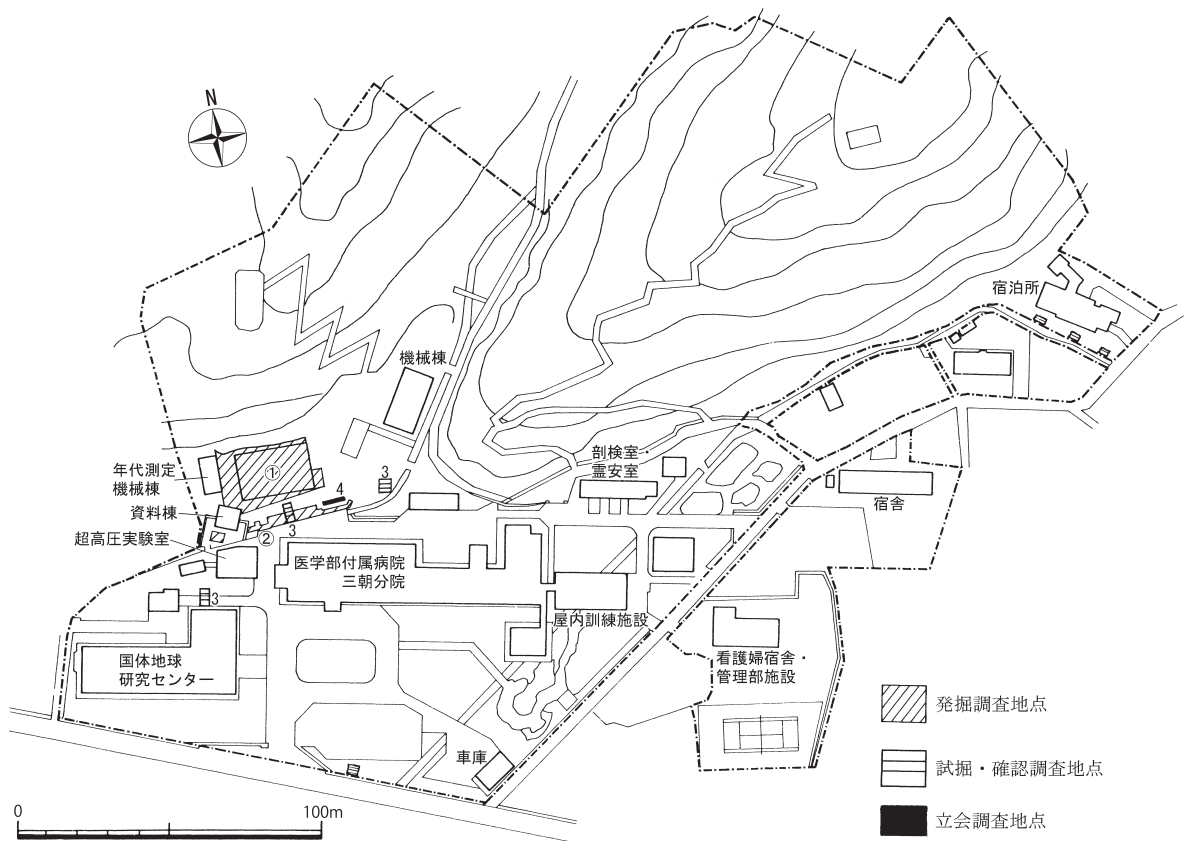 N
宿泊所
機械棟
剖検室・
霊安室
年代測定
機械棟
①
3
4
資料棟
3
宿舎
超高圧実験室
②
医学部付属病院
三朝分院
3
屋内訓練施設
国体地球
研究センター
看護婦宿舎・
管理部施設
発掘調査地点
車庫
試掘・確認調査地点
0
100m
立会調査地点